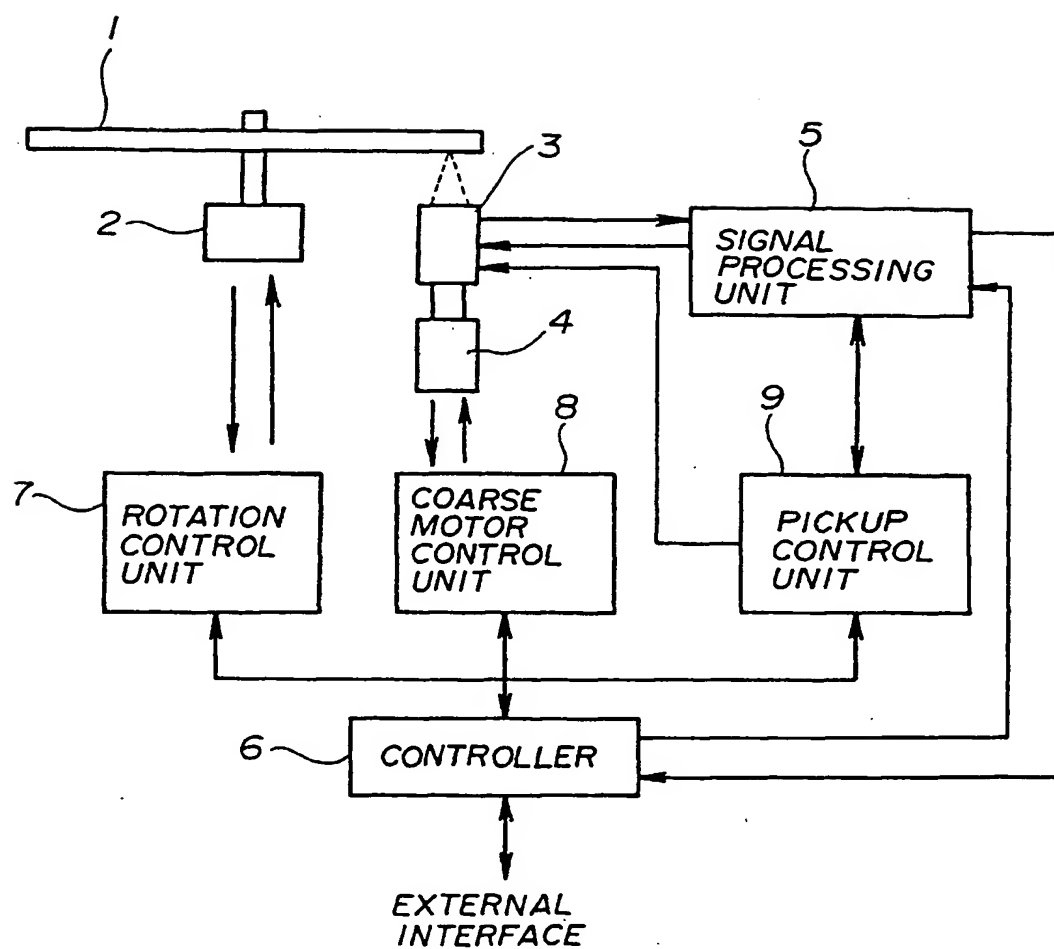 1
2
3
4
5
SIGNAL
PROCESSING
UNIT
7
ROTATION
CONTROL
UNIT
8
COARSE
MOTOR
CONTROL
UNIT
9
PICKUP
CONTROL
UNIT
6
CONTROLLER
EXTERNAL
INTERFACE